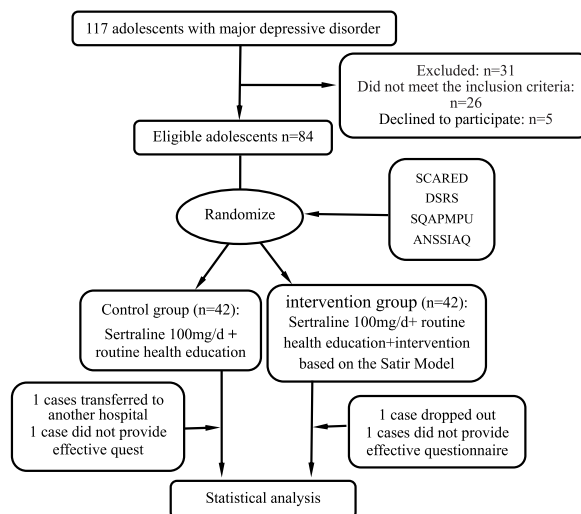 117 adolescents with major depressive disorder
Excluded: n=31
Did not meet the inclusion criteria:
n=26
Declined to participate: n=5
Eligible adolescents n=84
SCARED
DSRS
SQAPMPU
ANSSIAQ
Randomize
Control group (n=42):
Sertraline 100mg/d +
routine health education
intervention group (n=42):
Sertraline 100mg/d+ routine
health education+intervention
based on the Satir Model
1 cases transferred to
another hospital
1 case did not provide
effective quest
1 case dropped out
1 cases did not provide
effective questionnaire
Statistical analysis